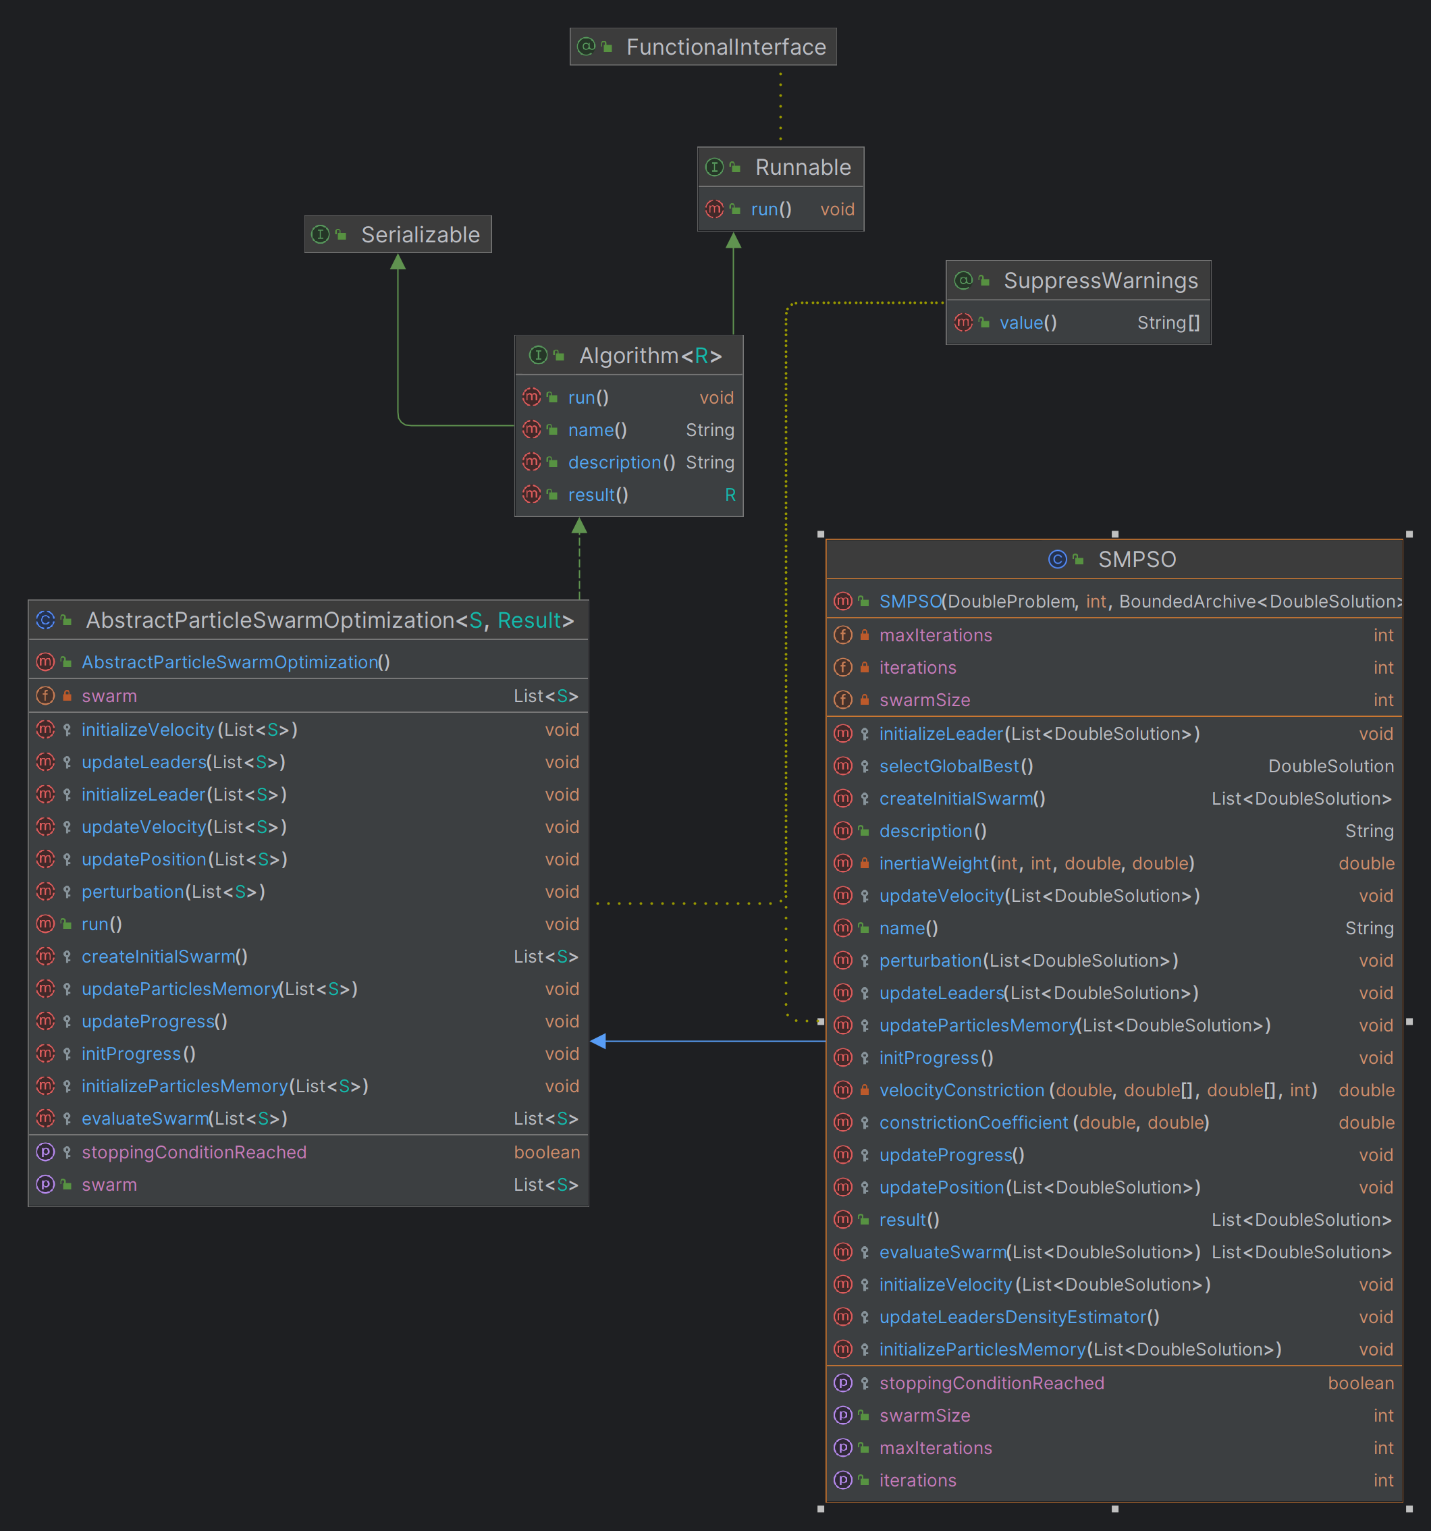 FunctionalInterface
Runnable
run() void
Serializable
SuppressWarnings
value() String[]
Algorithm<R>
run() void
name() String
description() String
result() R
AbstractParticleSwarmOptimization<S, Result>
AbstractParticleSwarmOptimization()
swarm List<S>
initializeVelocity(List<S>) void
updateLeaders(List<S>) void
initializeLeader(List<S>) void
updateVelocity(List<S>) void
updatePosition(List<S>) void
perturbation(List<S>) void
run() void
createInitialSwarm() List<S>
updateParticlesMemory(List<S>) void
updateProgress() void
initProgress() void
initializeParticlesMemory(List<S>) void
evaluateSwarm(List<S>) List<S>
stoppingConditionReached boolean
swarm List<S>
SMPSO
SMPSO(DoubleProblem, int, BoundedArchive<DoubleSolution>
maxIterations int
iterations int
swarmSize int
initializeLeader(List<DoubleSolution>) void
selectGlobalBest() DoubleSolution
createInitialSwarm() List<DoubleSolution>
description() String
inertiaWeight(int, int, double, double) double
updateVelocity(List<DoubleSolution>) void
name() String
perturbation(List<DoubleSolution>) void
updateLeaders(List<DoubleSolution>) void
updateParticlesMemory(List<DoubleSolution>) void
initProgress() void
velocityConstriction(double, double[], double[], int) double
constrictionCoefficient(double, double) double
updateProgress() void
updatePosition(List<DoubleSolution>) void
result() List<DoubleSolution>
evaluateSwarm(List<DoubleSolution>) List<DoubleSolution>
initializeVelocity(List<DoubleSolution>) void
updateLeadersDensityEstimator() void
initializeParticlesMemory(List<DoubleSolution>) void
stoppingConditionReached boolean
swarmSize int
maxIterations int
iterations int